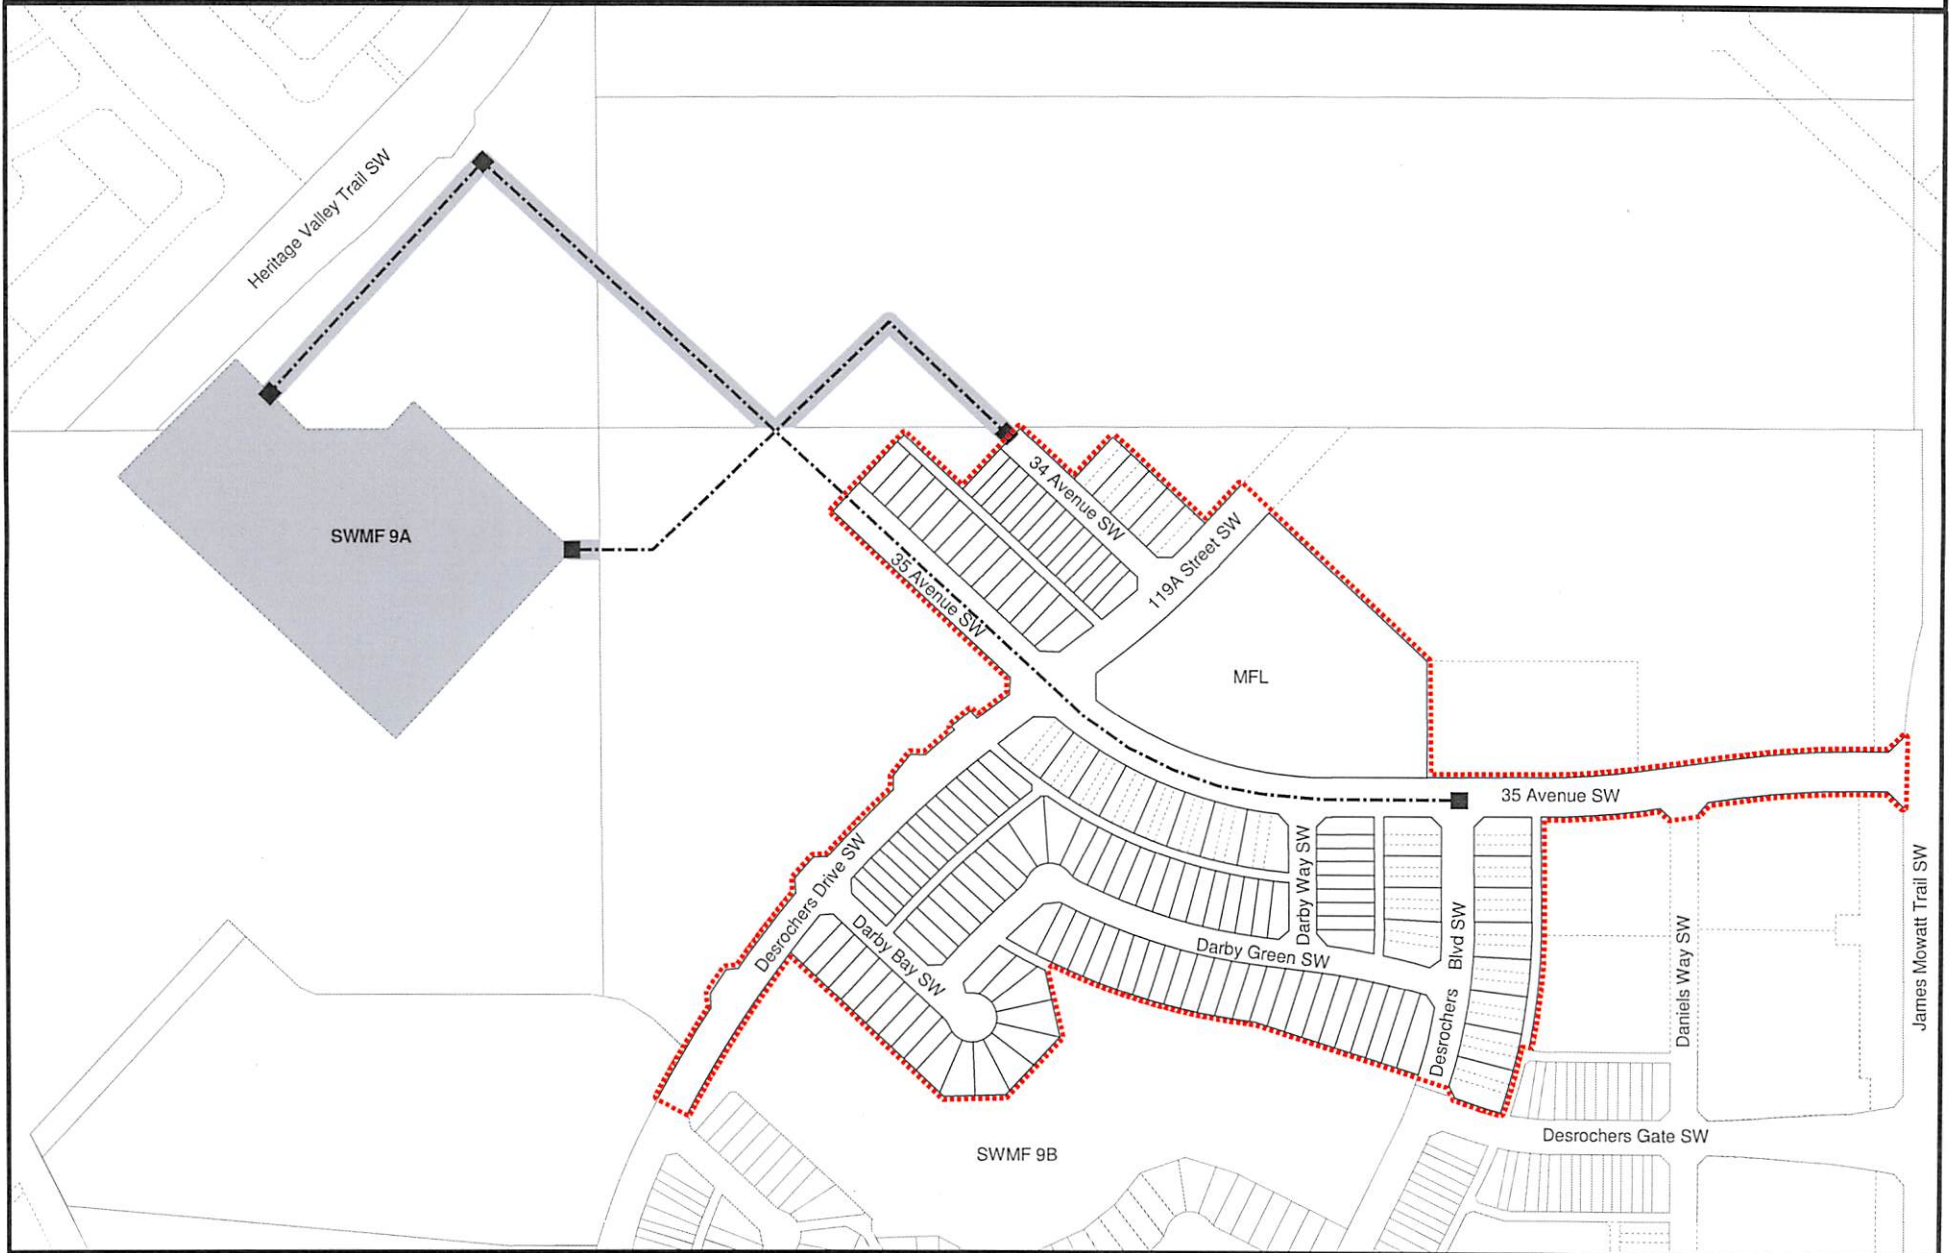 Heritage Valley Trail SW
SWMF 9A
34 Avenue SW
119A Street SW
35 Avenue SW
MFL
35 Avenue SW
Desrochers Drive SW
Darby Way SW
Darby Bay SW
Darby Green SW
Desrochers Blvd SW
Daniels Way SW
James Mowatt Trail SW
Desrochers Gate SW
SWMF 9B